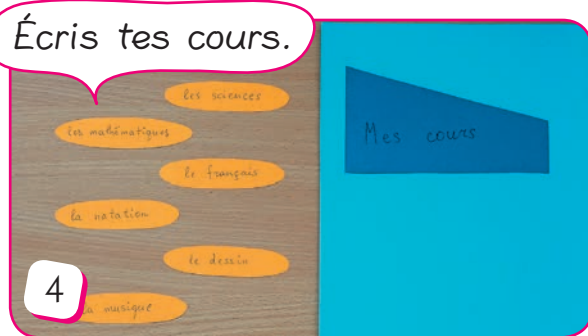 Écris tes cours.
les sciences
les mathématiques
le français
la natation
le dessin
la musique
Mes cours
4